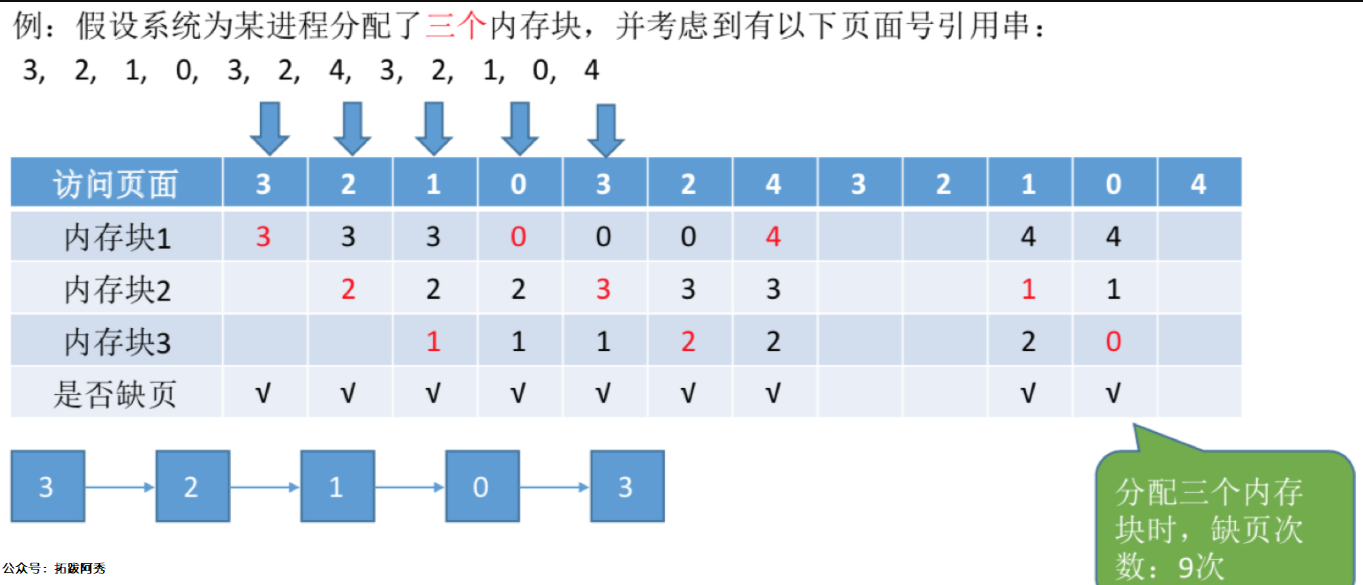 例：假设系统为某进程分配了三个内存块，并考虑到有以下页面号引用串：
3, 2, 1, 0, 3, 2, 4, 3, 2, 1, 0, 4
访问页面 3 2 1 0 3 2 4 3 2 1 0 4
内存块1 3 3 3 0 0 0 4 4 4
内存块2 2 2 2 3 3 3 1 1
内存块3 1 1 1 2 2 2 0
是否缺页 √ √ √ √ √ √ √ √ √
3 2 1 0 3
分配三个内存
块时，缺页次
数：9次
公众号：拓跋阿秀